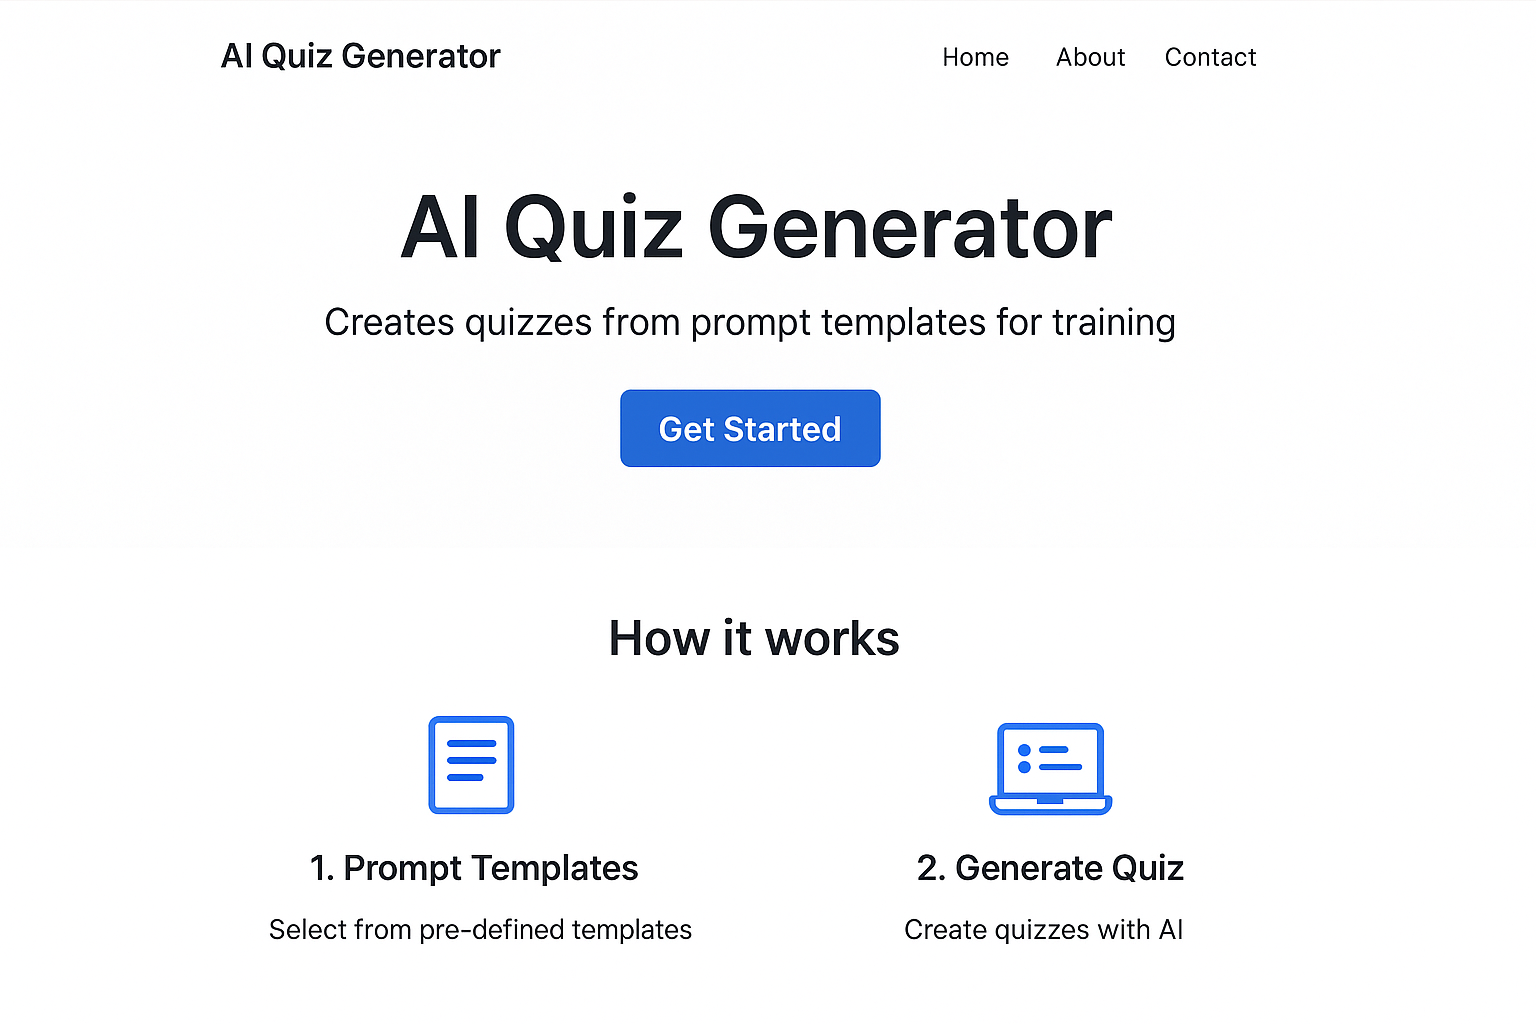 AI Quiz Generator
Home About Contact
AI Quiz Generator
Creates quizzes from prompt templates for training
Get Started
How it works
1. Prompt Templates
Select from pre-defined templates
2. Generate Quiz
Create quizzes with AI